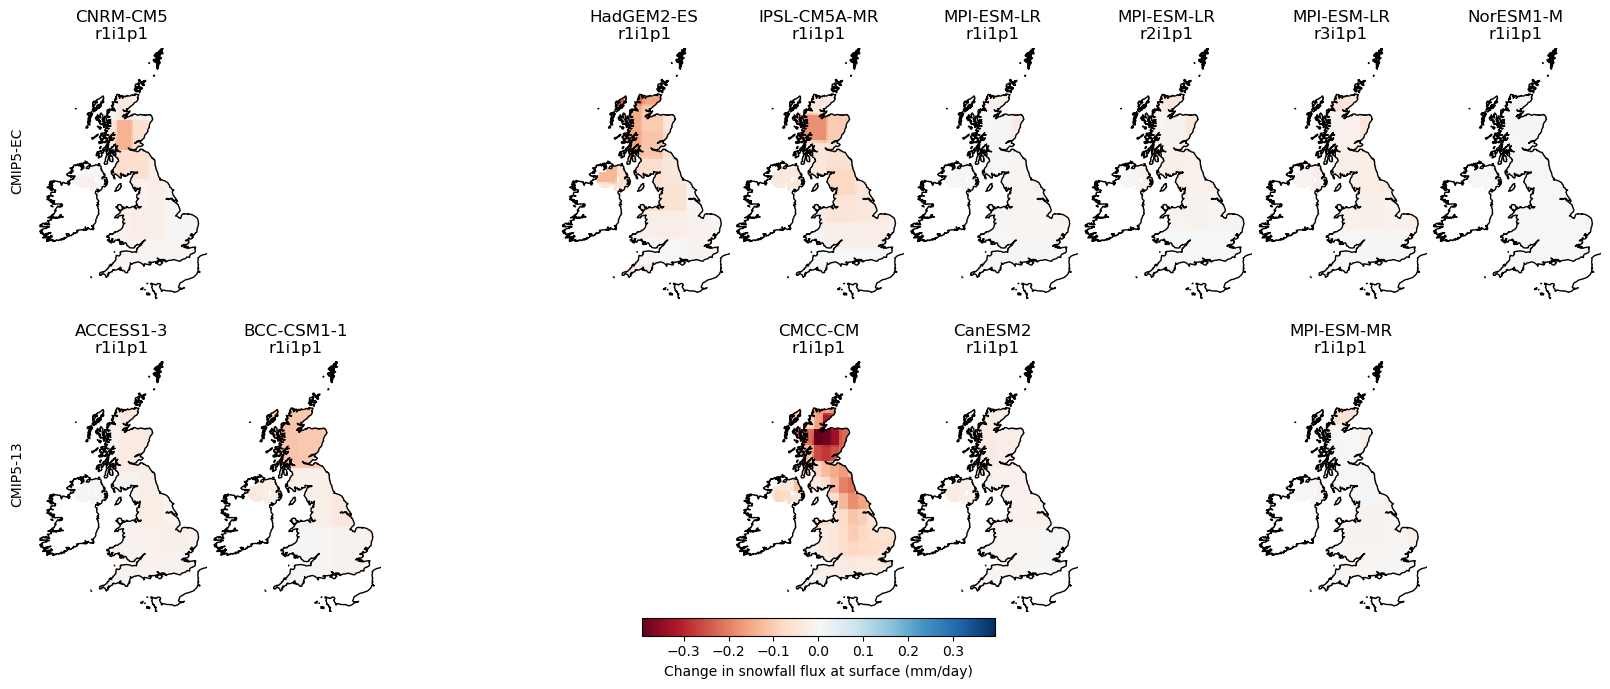 CNRM-CM5
r1i1p1
HadGEM2-ES
r1i1p1
IPSL-CM5A-MR
r1i1p1
MPI-ESM-LR
r1i1p1
MPI-ESM-LR
r2i1p1
MPI-ESM-LR
r3i1p1
NorESM1-M
r1i1p1
CMIP5-EC
ACCESS1-3
r1i1p1
BCC-CSM1-1
r1i1p1
CMCC-CM
r1i1p1
CanESM2
r1i1p1
MPI-ESM-MR
r1i1p1
CMIP5-13
−0.3 −0.2 −0.1 0.0 0.1 0.2 0.3
Change in snowfall flux at surface (mm/day)